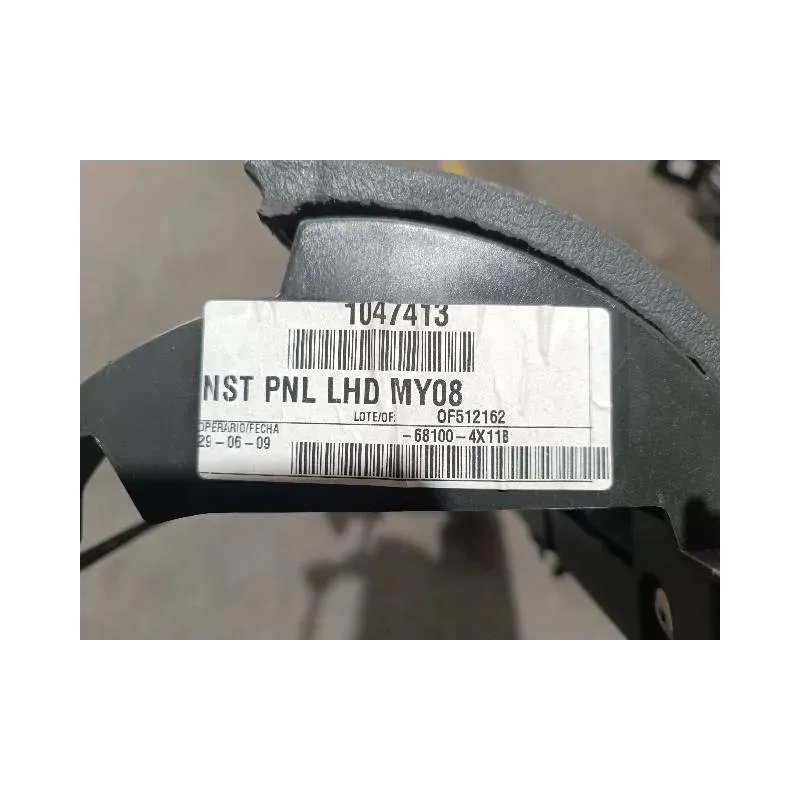 1047413
NST PNL LHD MY08
LOTE/OF: OF512162
OPERARIO/FECHA
29-06-09 -68100-4X11B